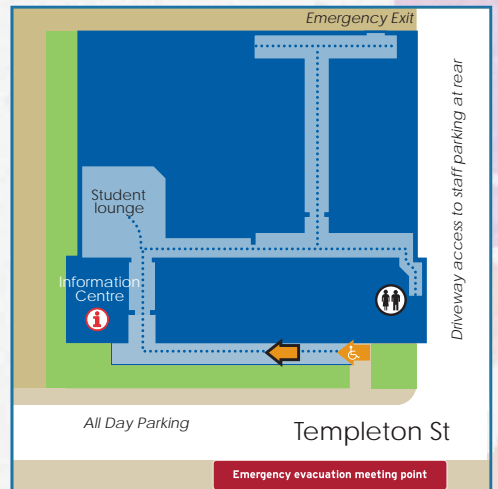 Emergency Exit
Driveway access to staff parking at rear
Student
lounge
Information
Centre
i
All Day Parking
Templeton St
Emergency evacuation meeting point